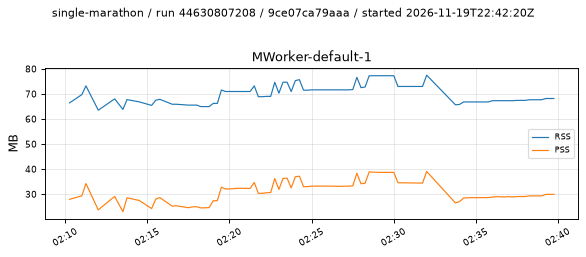 single-marathon / run 44630807208 / 9ce07ca79aaa / started 2026-11-19T22:42:20Z
MWorker-default-1
MB
80
70
60
50
40
30
RSS
PSS
02:10
02:15
02:20
02:25
02:30
02:35
02:40